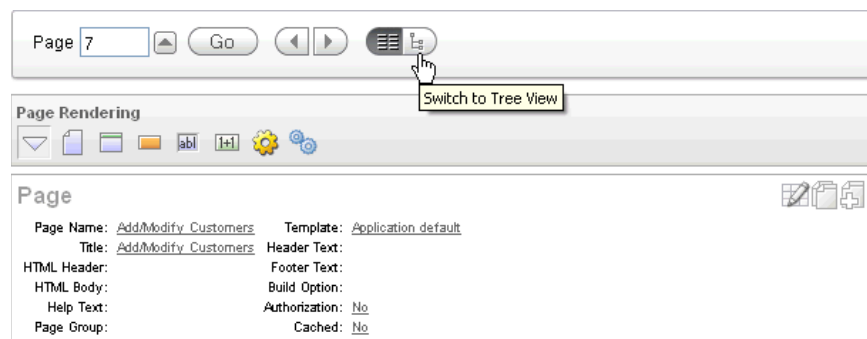 Page 7 Go
Switch to Tree View
Page Rendering
abl 1+1
Page
Page Name: Add/Modify Customers Template: Application default
Title: Add/Modify Customers Header Text:
HTML Header: Footer Text:
HTML Body: Build Option:
Help Text: Authorization: No
Page Group: Cached: No